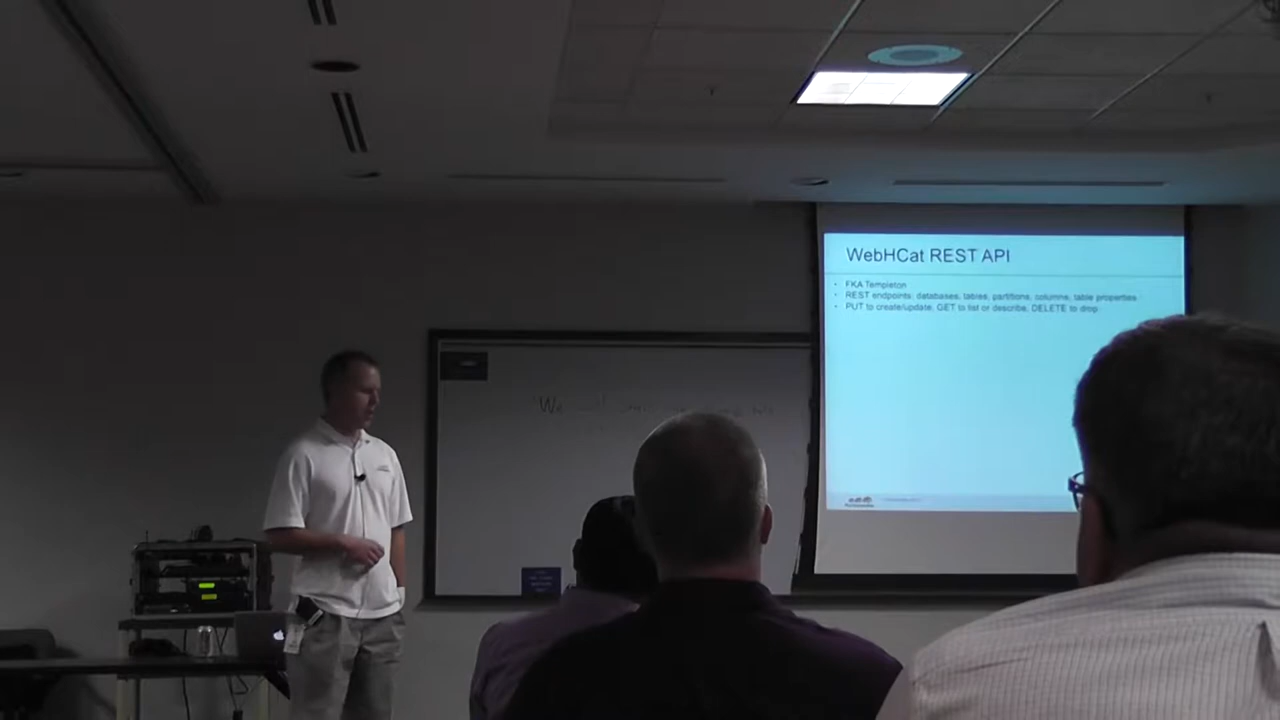 WebHCat REST API
FKA Templeton
REST endpoints: databases, tables, partitions, columns, table properties
PUT to create/update, GET to list or describe, DELETE to drop
We